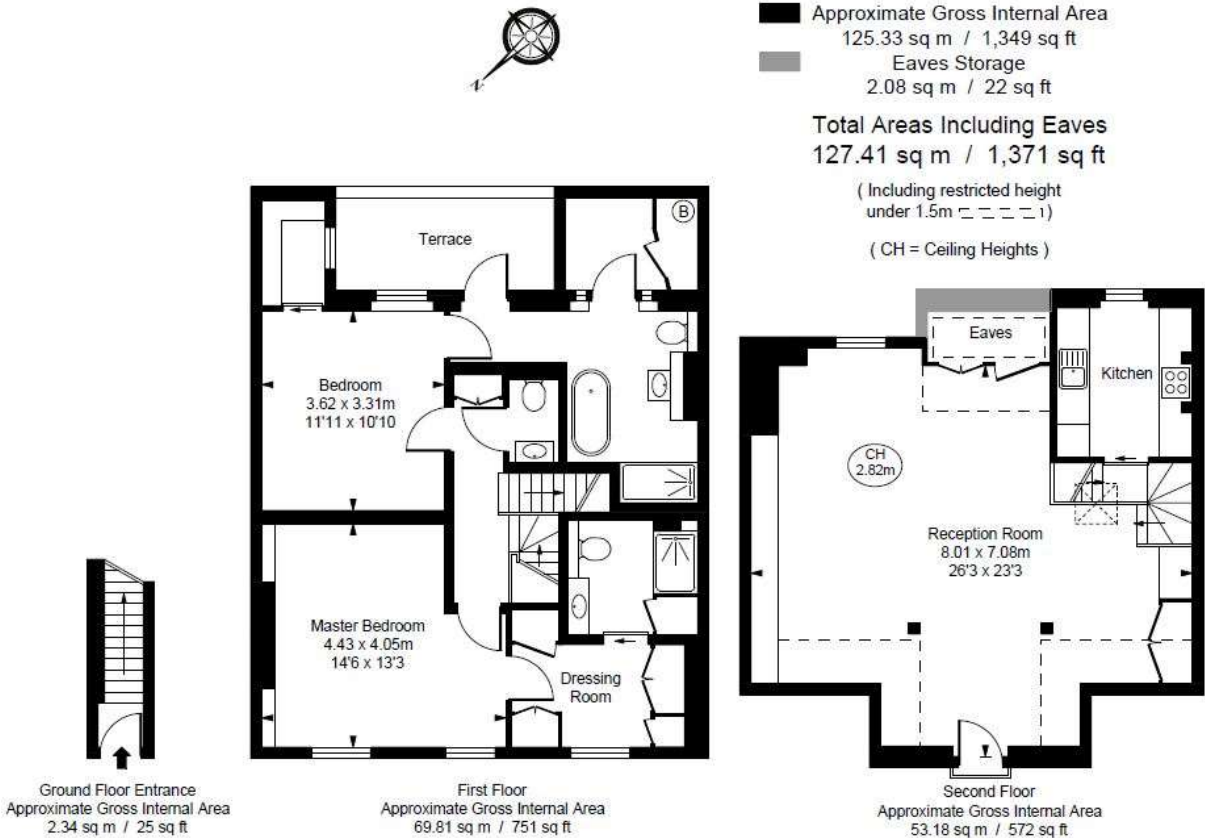 Approximate Gross Internal Area
125.33 sq m / 1,349 sq ft
Eaves Storage
2.08 sq m / 22 sq ft
Total Areas Including Eaves
127.41 sq m / 1,371 sq ft
( Including restricted height
under 1.5m )
( CH = Ceiling Heights )
N
Terrace
B
Bedroom
3.62 x 3.31m
11'11 x 10'10
Master Bedroom
4.43 x 4.05m
14'6 x 13'3
Dressing
Room
Eaves
Kitchen
CH
2.82m
Reception Room
8.01 x 7.08m
26'3 x 23'3
Ground Floor Entrance
Approximate Gross Internal Area
2.34 sq m / 25 sq ft
First Floor
Approximate Gross Internal Area
69.81 sq m / 751 sq ft
Second Floor
Approximate Gross Internal Area
53.18 sq m / 572 sq ft